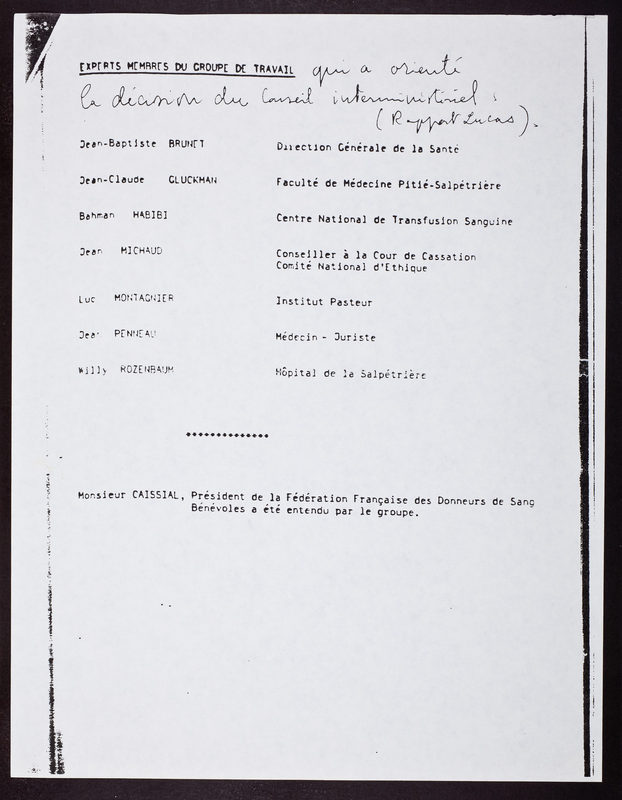 EXPERTS MEMBRES DU GROUPE DE TRAVAIL qui a orienté
la décision du Conseil interministériel :
(Rapport Lucas).
Jean-Baptiste BRUNET Direction Générale de la Santé
Jean-Claude GLUCKMAN Faculté de Médecine Pitié-Salpétrière
Bahman HABIBI Centre National de Transfusion Sanguine
Jean MICHAUD Conseiller à la Cour de Cassation
Comité National d'Ethique
Luc MONTAGNIER Institut Pasteur
Jean PENNEAU Médecin - Juriste
Willy ROZENBAUM Hôpital de la Salpétrière
Monsieur CAISSIAL, Président de la Fédération Française des Donneurs de Sang
Bénévoles a été entendu par le groupe.